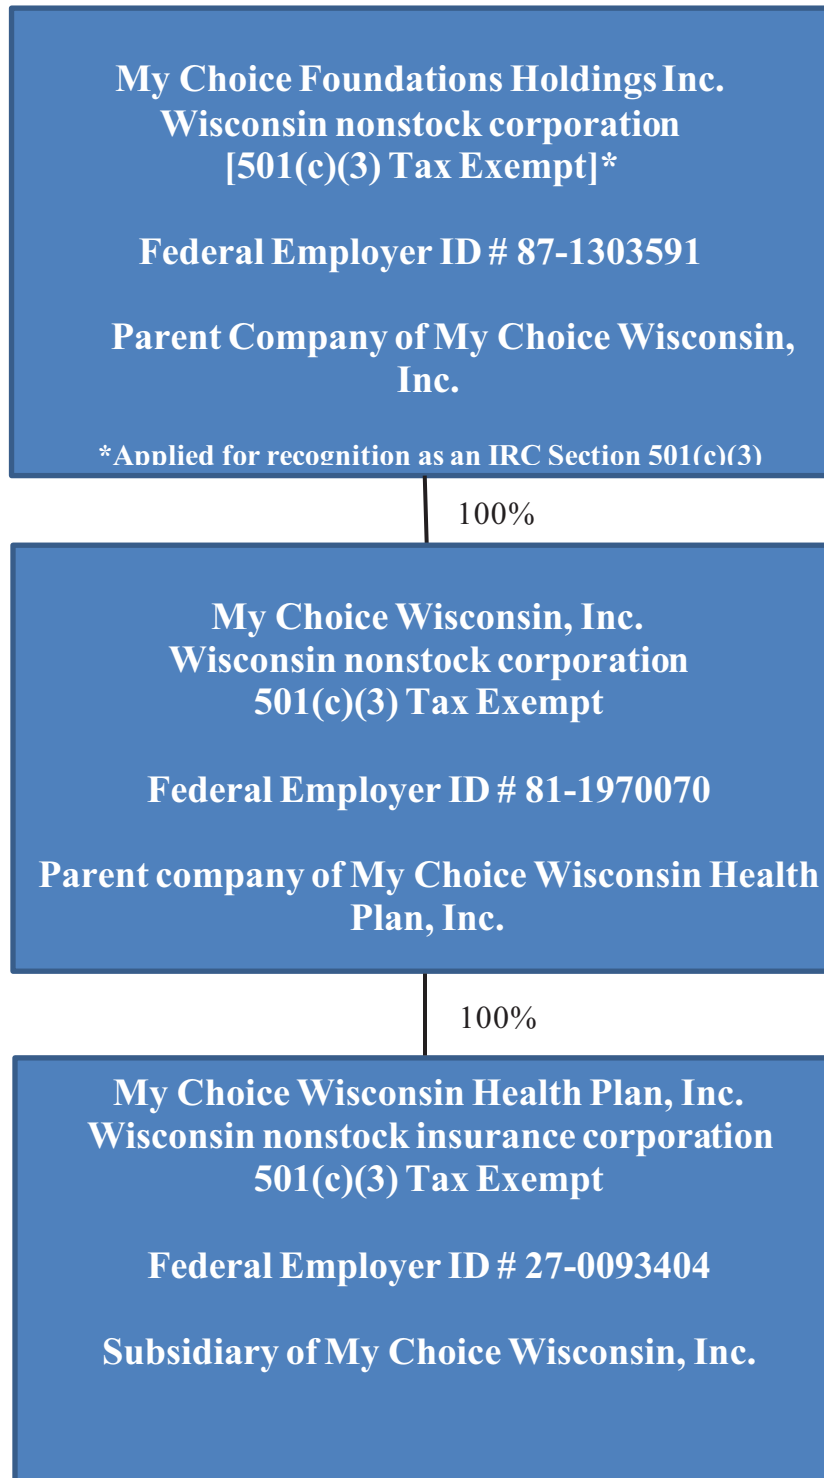 My Choice Foundations Holdings Inc.
Wisconsin nonstock corporation
[501(c)(3) Tax Exempt]*
Federal Employer ID # 87-1303591
Parent Company of My Choice Wisconsin,
Inc.
*Applied for recognition as an IRC Section 501(c)(3)
100%
My Choice Wisconsin, Inc.
Wisconsin nonstock corporation
501(c)(3) Tax Exempt
Federal Employer ID # 81-1970070
Parent company of My Choice Wisconsin Health
Plan, Inc.
100%
My Choice Wisconsin Health Plan, Inc.
Wisconsin nonstock insurance corporation
501(c)(3) Tax Exempt
Federal Employer ID # 27-0093404
Subsidiary of My Choice Wisconsin, Inc.